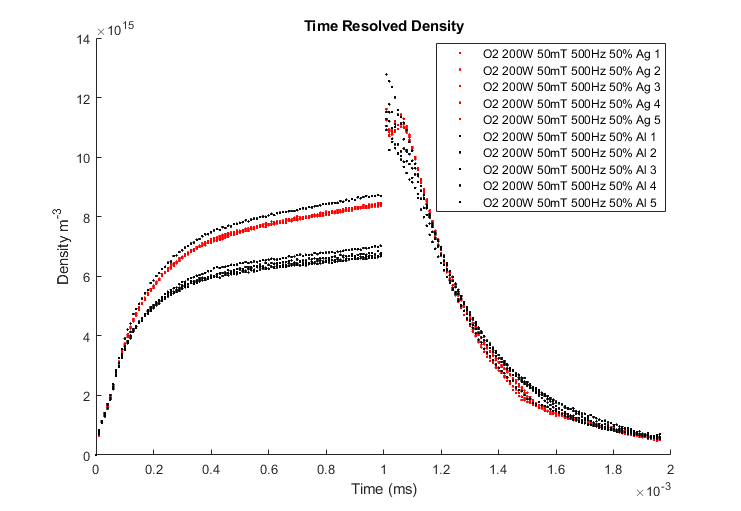 Time Resolved Density
×10^15
14
12
10
8
6
4
2
0
Density m^-3
O2 200W 50mT 500Hz 50% Ag 1
O2 200W 50mT 500Hz 50% Ag 2
O2 200W 50mT 500Hz 50% Ag 3
O2 200W 50mT 500Hz 50% Ag 4
O2 200W 50mT 500Hz 50% Ag 5
O2 200W 50mT 500Hz 50% Al 1
O2 200W 50mT 500Hz 50% Al 2
O2 200W 50mT 500Hz 50% Al 3
O2 200W 50mT 500Hz 50% Al 4
O2 200W 50mT 500Hz 50% Al 5
0 0.2 0.4 0.6 0.8 1 1.2 1.4 1.6 1.8 2
Time (ms)
×10^-3